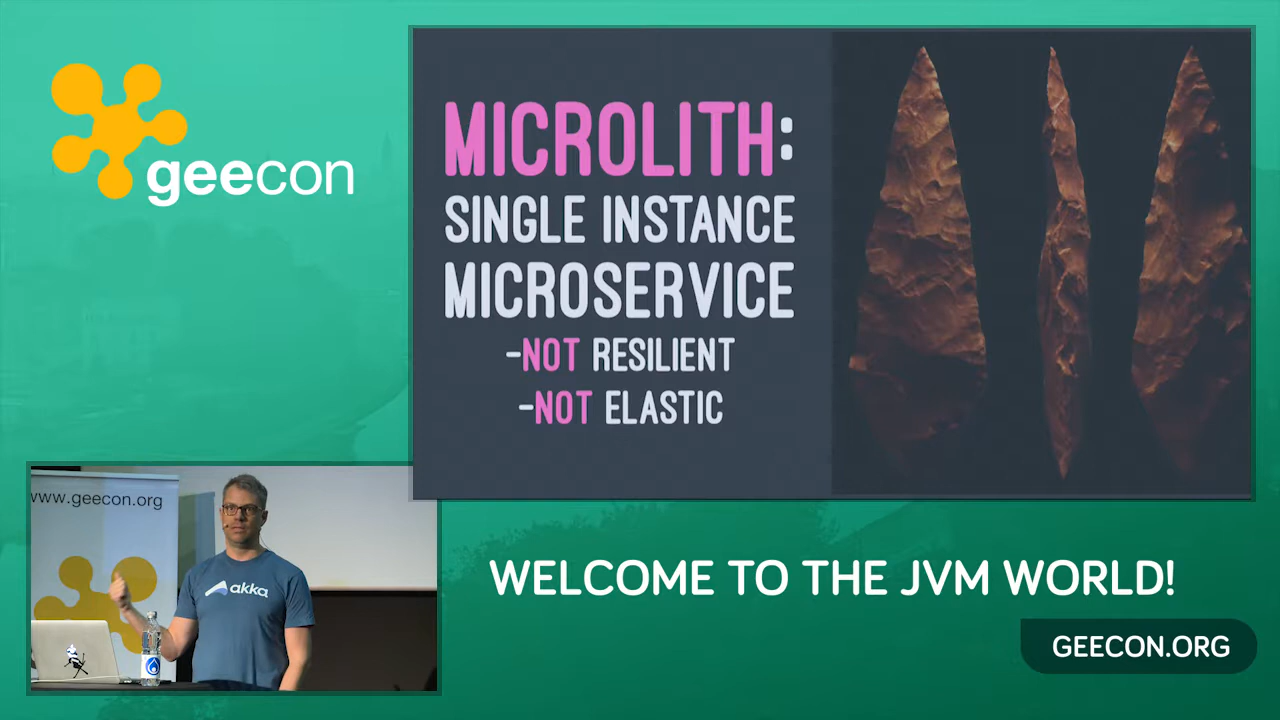 geecon
MICROLITH:
SINGLE INSTANCE
MICROSERVICE
-NOT RESILIENT
-NOT ELASTIC
www.geecon.org
akka
WELCOME TO THE JVM WORLD!
GEECON.ORG